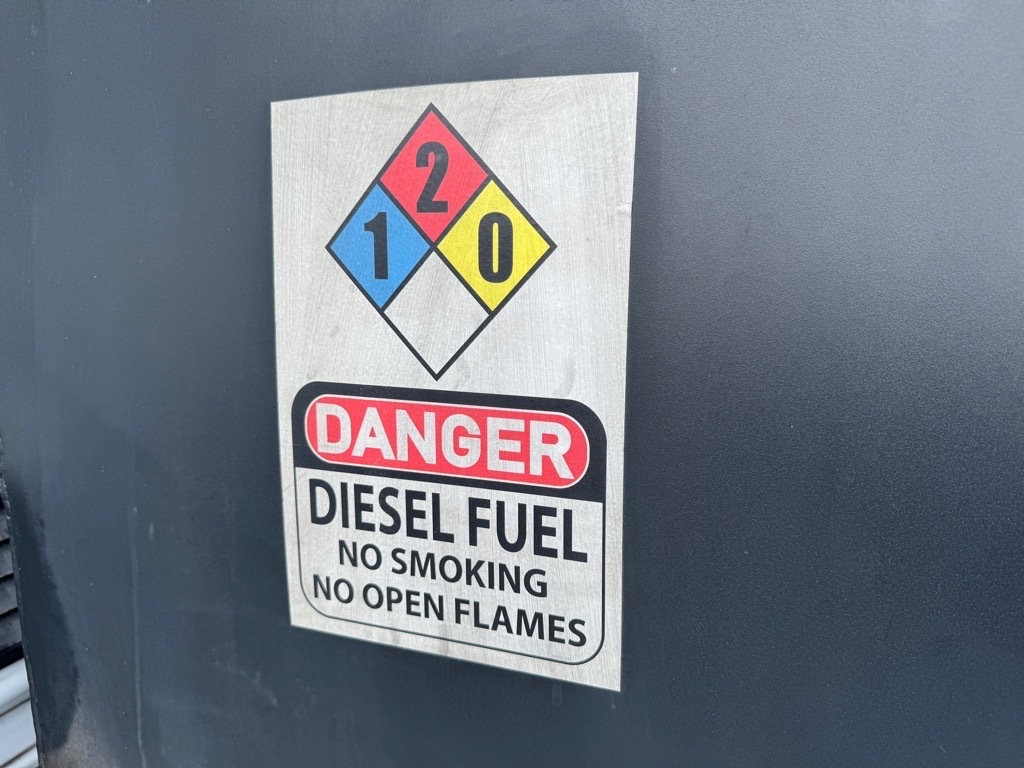 2
1 0
DANGER
DIESEL FUEL
NO SMOKING
NO OPEN FLAMES